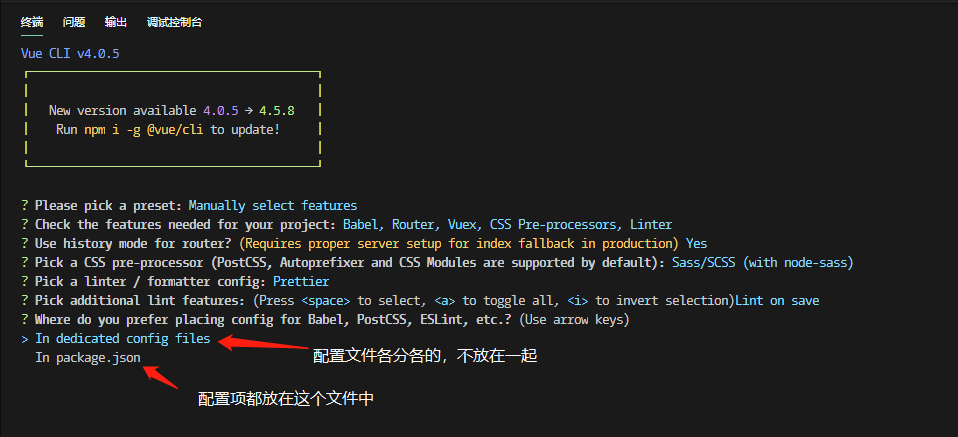 终端 问题 输出 调试控制台
Vue CLI v4.0.5
New version available 4.0.5 → 4.5.8
Run npm i -g @vue/cli to update!
? Please pick a preset: Manually select features
? Check the features needed for your project: Babel, Router, Vuex, CSS Pre-processors, Linter
? Use history mode for router? (Requires proper server setup for index fallback in production) Yes
? Pick a CSS pre-processor (PostCSS, Autoprefixer and CSS Modules are supported by default): Sass/SCSS (with node-sass)
? Pick a linter / formatter config: Prettier
? Pick additional lint features: (Press <space> to select, <a> to toggle all, <i> to invert selection)Lint on save
? Where do you prefer placing config for Babel, PostCSS, ESLint, etc.? (Use arrow keys)
> In dedicated config files
配置文件各分各的，不放在一起
In package.json
配置项都放在这个文件中